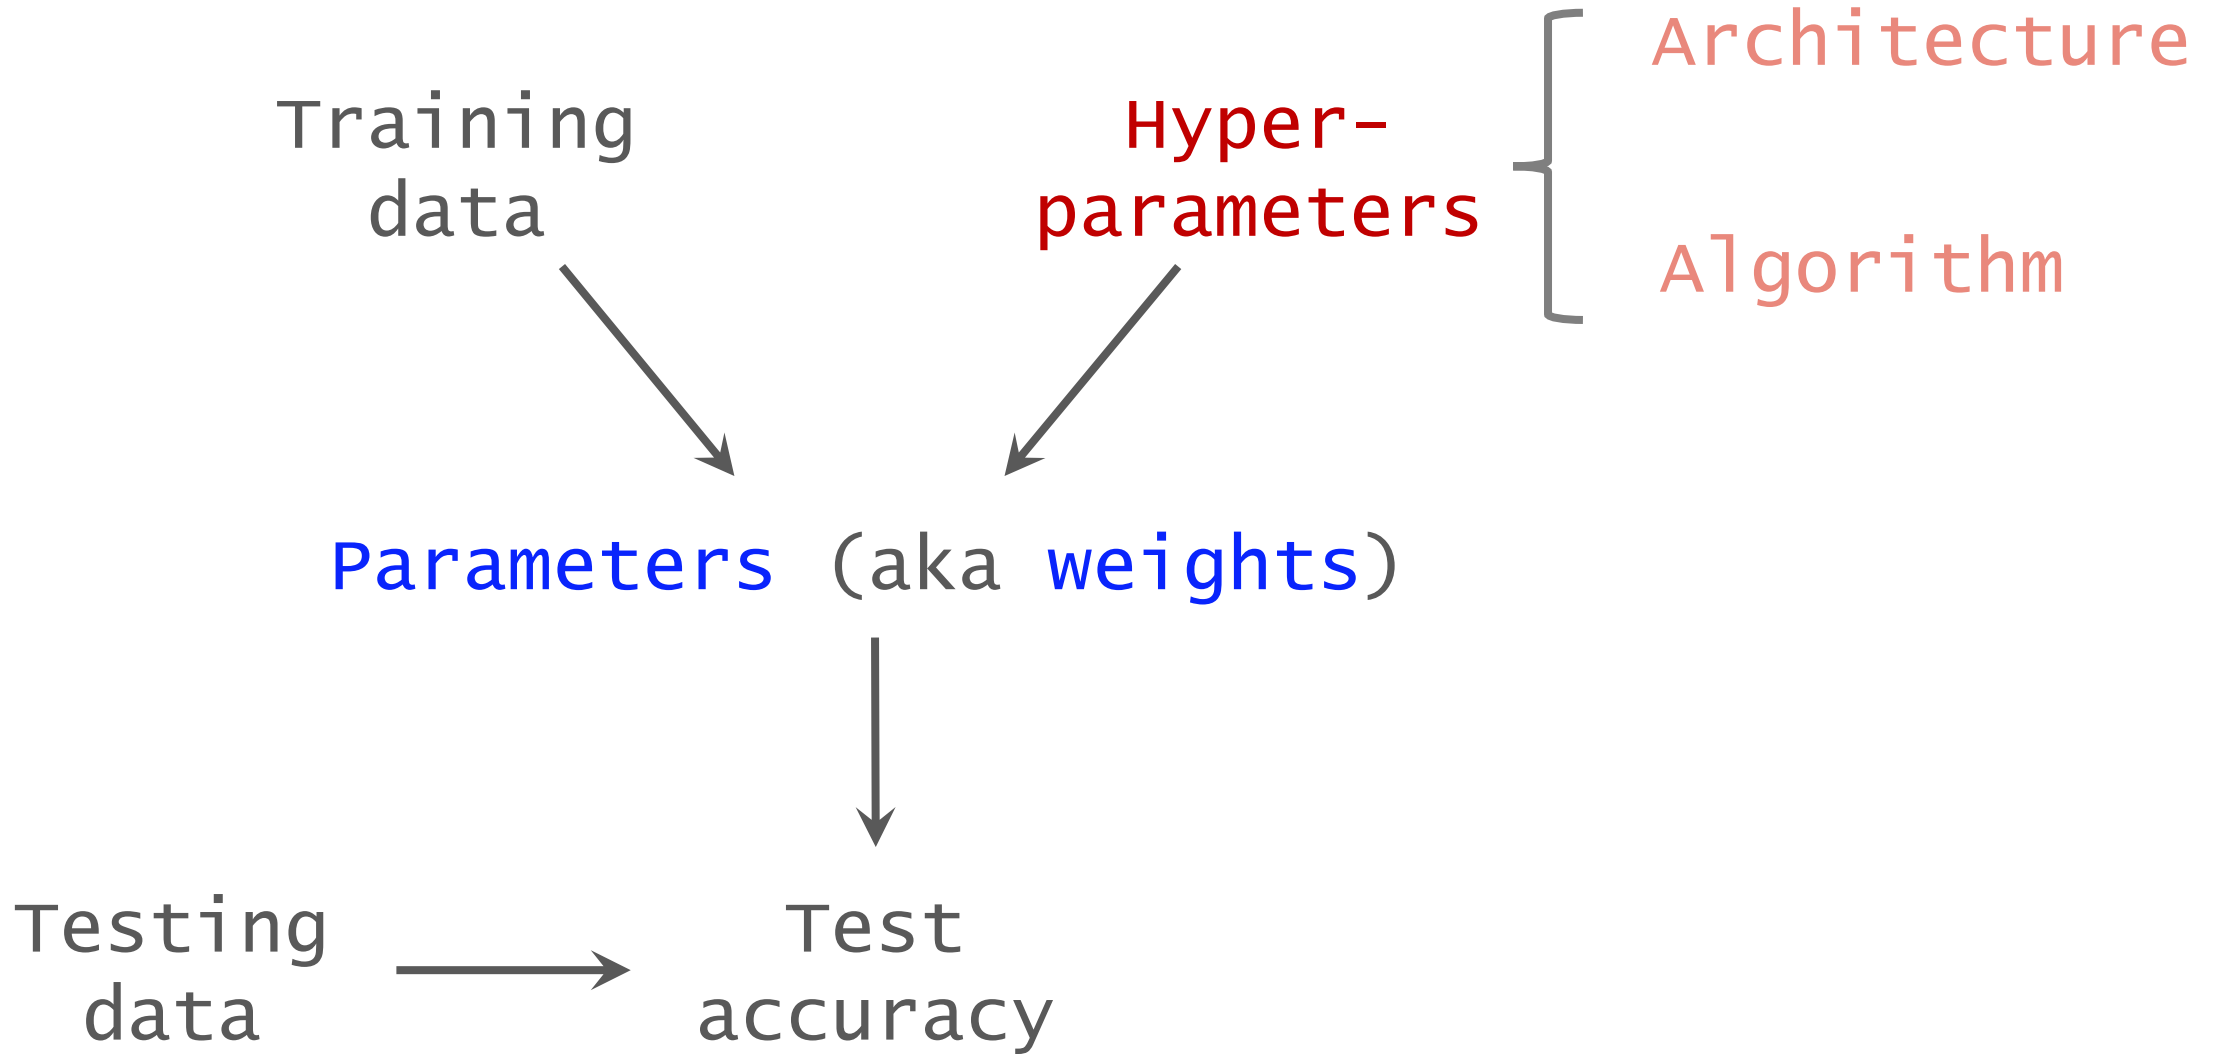 Architecture
Training
data
Hyper-
parameters
Algorithm
Parameters (aka weights)
Testing
data
Test
accuracy